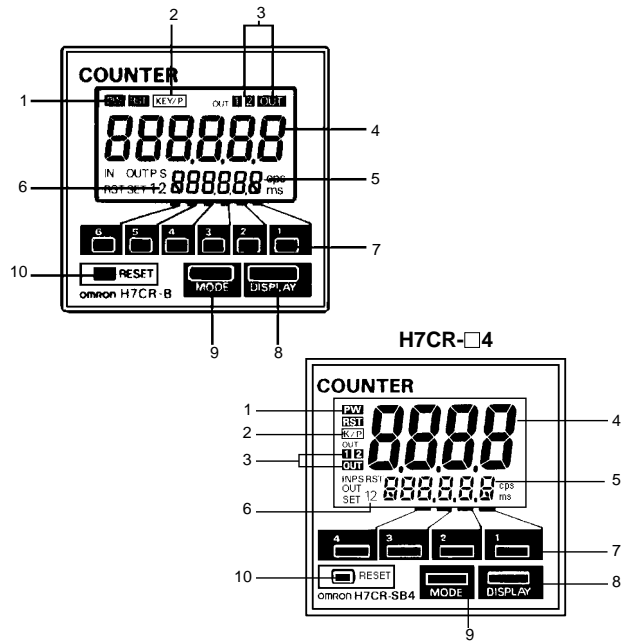 3
2
COUNTER
1
PW RST KEY/P OUT 1 2 OUT
888888
4
IN OUT P S
RST SET 12 888888 cps
ms
5
6
6 5 4 3 2 1
7
10
RESET
MODE DISPLAY
omron H7CR-B
9
8
H7CR-□4
COUNTER
1
PW
RST
2
K/P
OUT
3
1 2
OUT
8888
4
INPS RST
OUT
SET 12 888888 cps
ms
5
6
4 3 2 1
7
10
RESET
MODE DISPLAY
8
omron H7CR-SB4
9